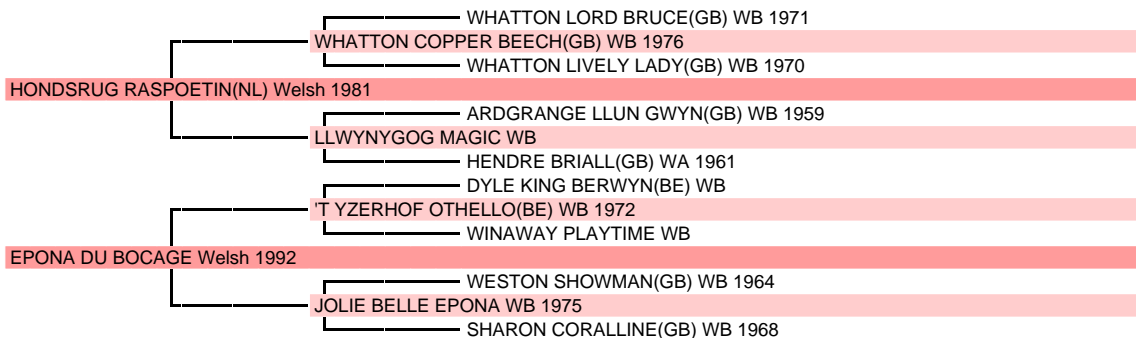 WHATTON LORD BRUCE(GB) WB 1971
WHATTON COPPER BEECH(GB) WB 1976
WHATTON LIVELY LADY(GB) WB 1970
HONDSRUG RASPOETIN(NL) Welsh 1981
ARDGRANGE LLUN GWYN(GB) WB 1959
LLWYNYGOG MAGIC WB
HENDRE BRIALL(GB) WA 1961
DYLE KING BERWYN(BE) WB
'T YZERHOF OTHELLO(BE) WB 1972
WINAWAY PLAYTIME WB
EPONA DU BOCAGE Welsh 1992
WESTON SHOWMAN(GB) WB 1964
JOLIE BELLE EPONA WB 1975
SHARON CORALLINE(GB) WB 1968